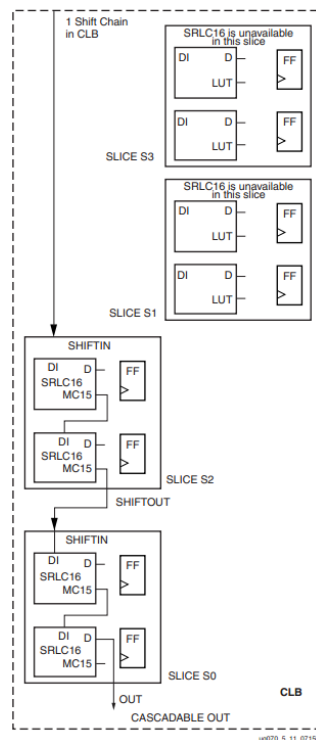 1 Shift Chain
in CLB
SRLC16 is unavailable
in this slice
DI
D
LUT
FF
DI
D
LUT
FF
SLICE S3
SRLC16 is unavailable
in this slice
DI
D
LUT
FF
DI
D
LUT
FF
SLICE S1
SHIFTIN
DI
D
SRLC16
MC15
FF
DI
D
SRLC16
MC15
FF
SLICE S2
SHIFTOUT
SHIFTIN
DI
D
SRLC16
MC15
FF
DI
D
SRLC16
MC15
FF
SLICE S0
OUT
CLB
CASCADABLE OUT